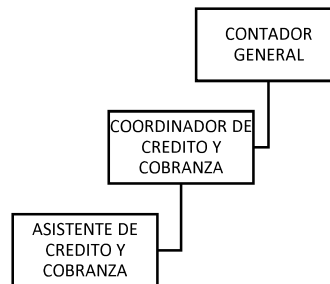 CONTADOR
GENERAL
COORDINADOR DE
CREDITO Y
COBRANZA
ASISTENTE DE
CREDITO Y
COBRANZA